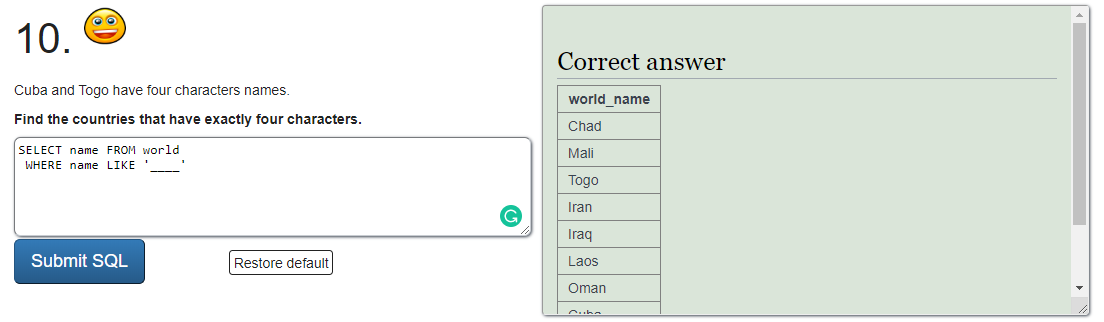 10.
Cuba and Togo have four characters names.
Find the countries that have exactly four characters.
SELECT name FROM world
WHERE name LIKE '____'
Submit SQL
Restore default
Correct answer
world_name
Chad
Mali
Togo
Iran
Iraq
Laos
Oman
Cuba